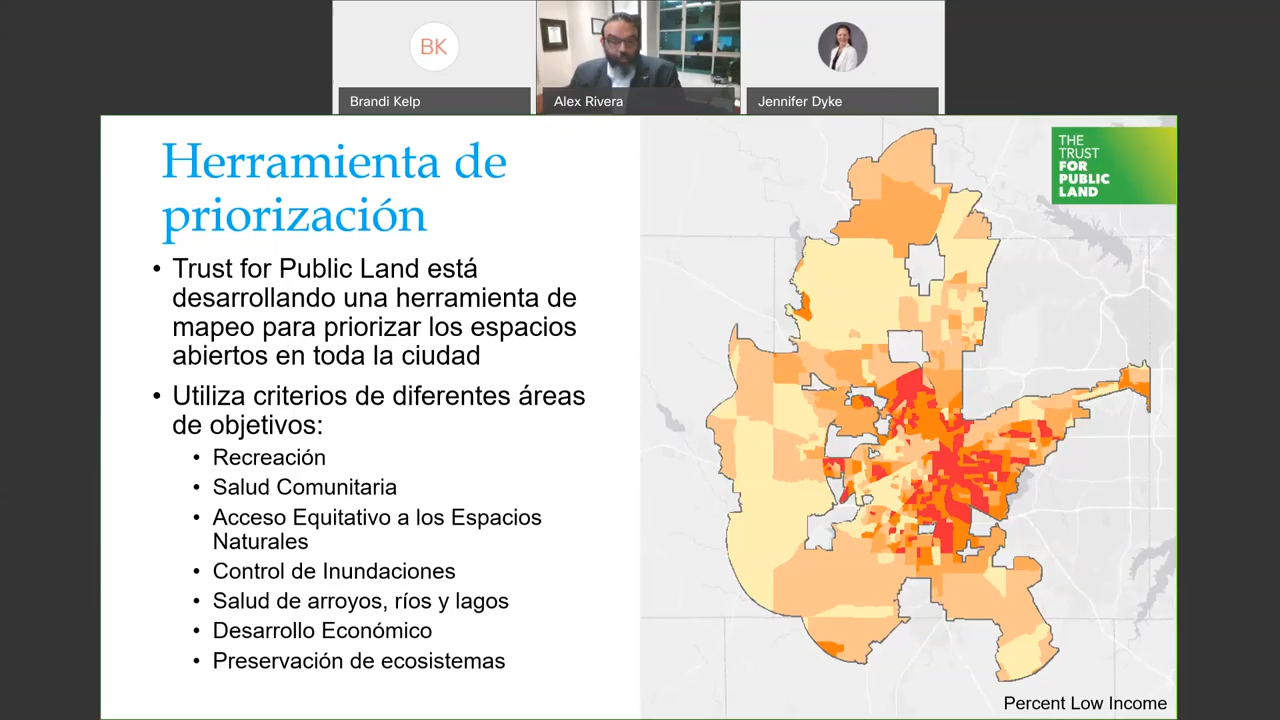 BK
Brandi Kelp
Alex Rivera
Jennifer Dyke
Herramienta de
priorización
• Trust for Public Land está
desarrollando una herramienta de
mapeo para priorizar los espacios
abiertos en toda la ciudad
• Utiliza criterios de diferentes áreas
de objetivos:
• Recreación
• Salud Comunitaria
• Acceso Equitativo a los Espacios
Naturales
• Control de Inundaciones
• Salud de arroyos, ríos y lagos
• Desarrollo Económico
• Preservación de ecosistemas
THE
TRUST
FOR
PUBLIC
LAND
Percent Low Income